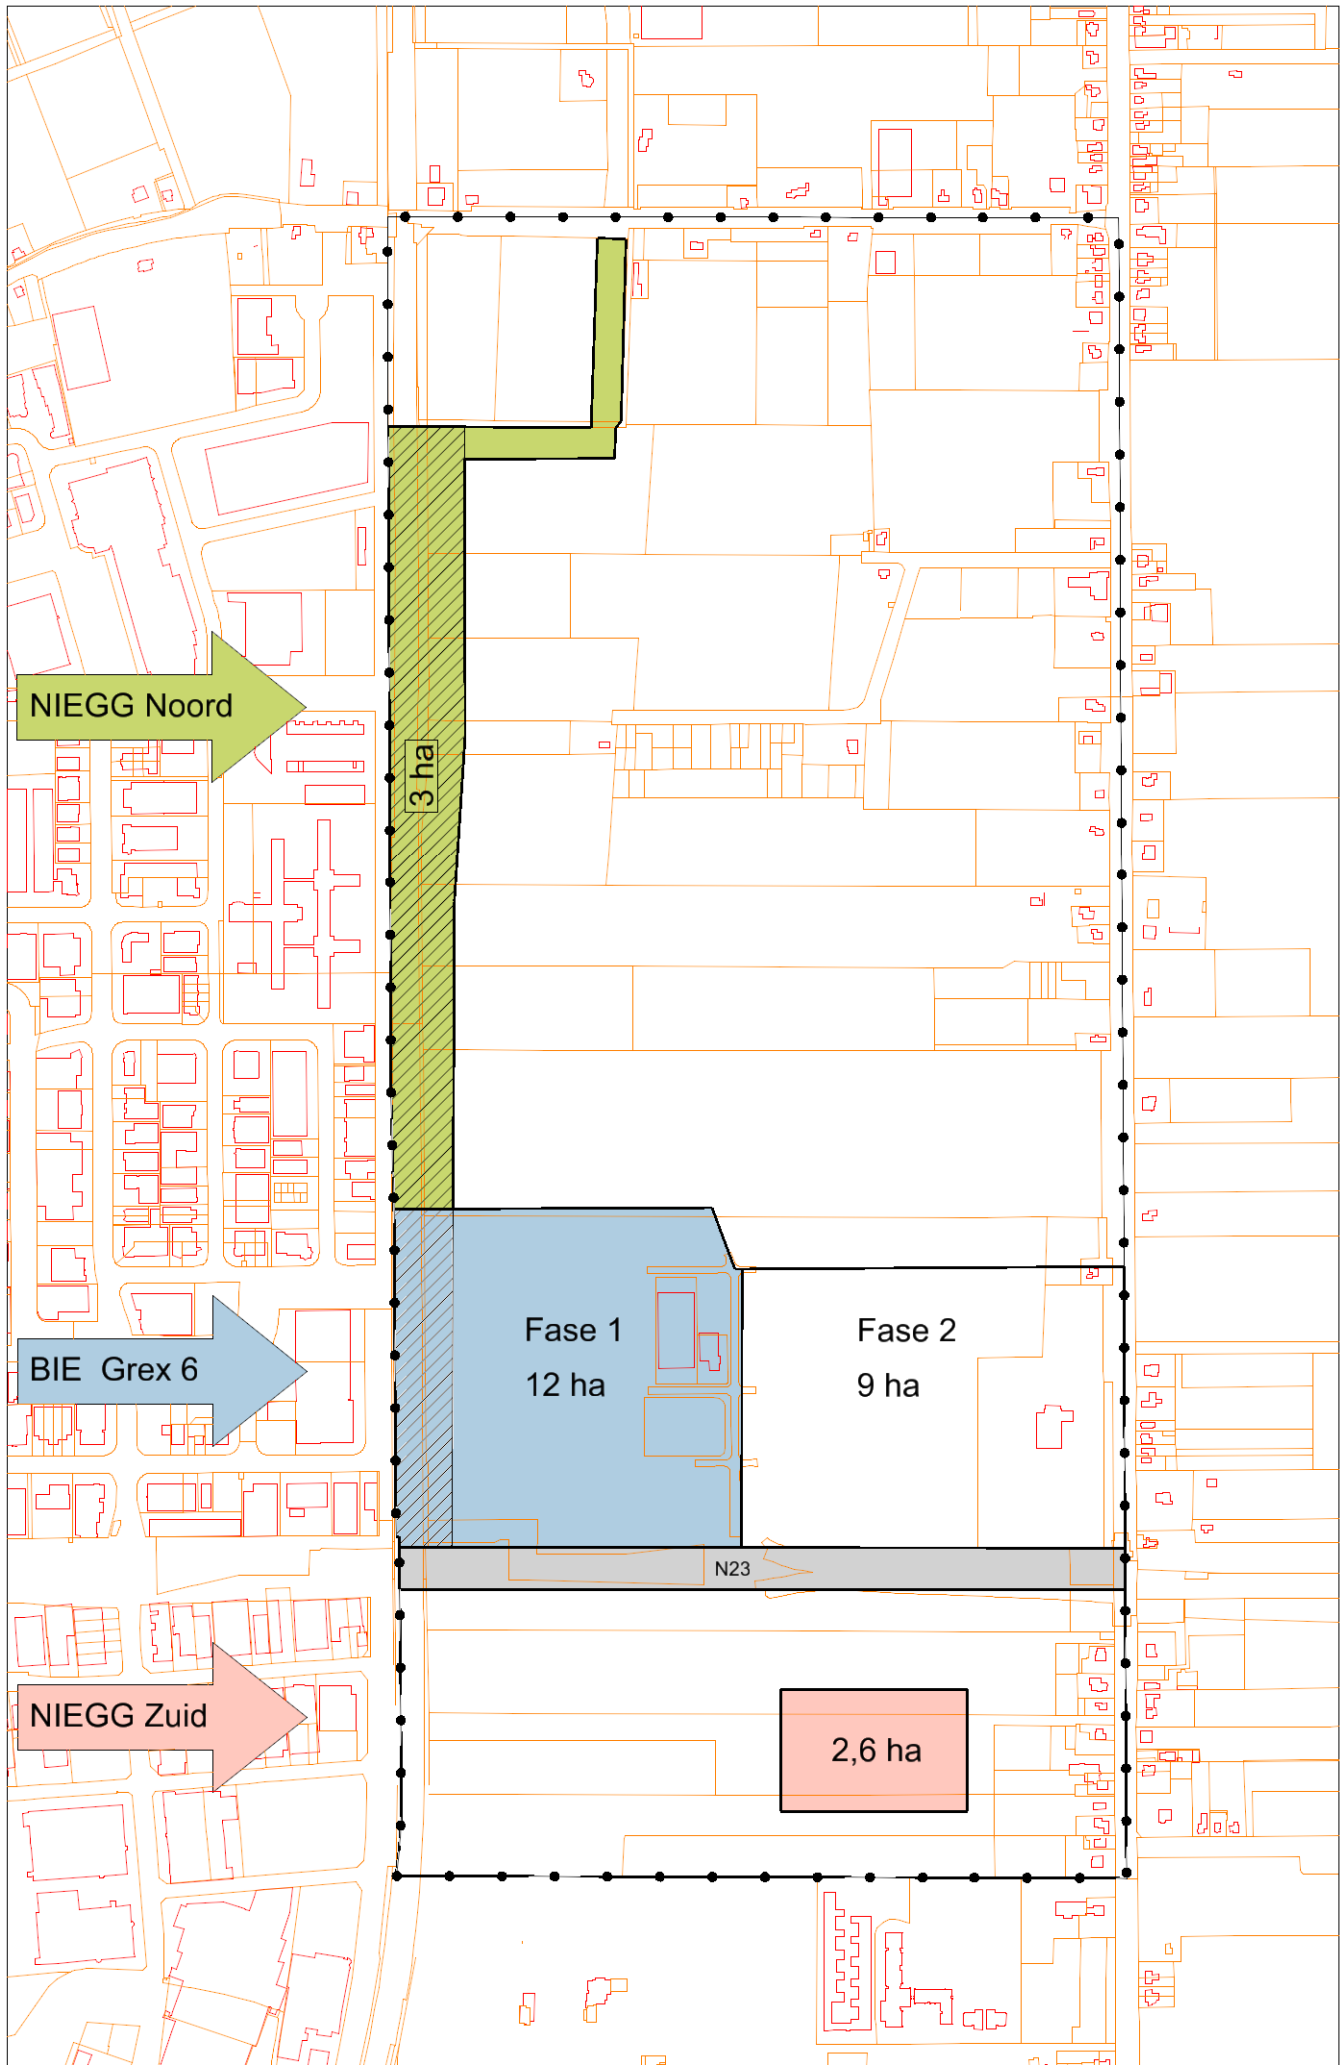 NIEGG Noord
3 ha
Fase 1
12 ha
Fase 2
9 ha
BIE Grex 6
N23
NIEGG Zuid
2,6 ha